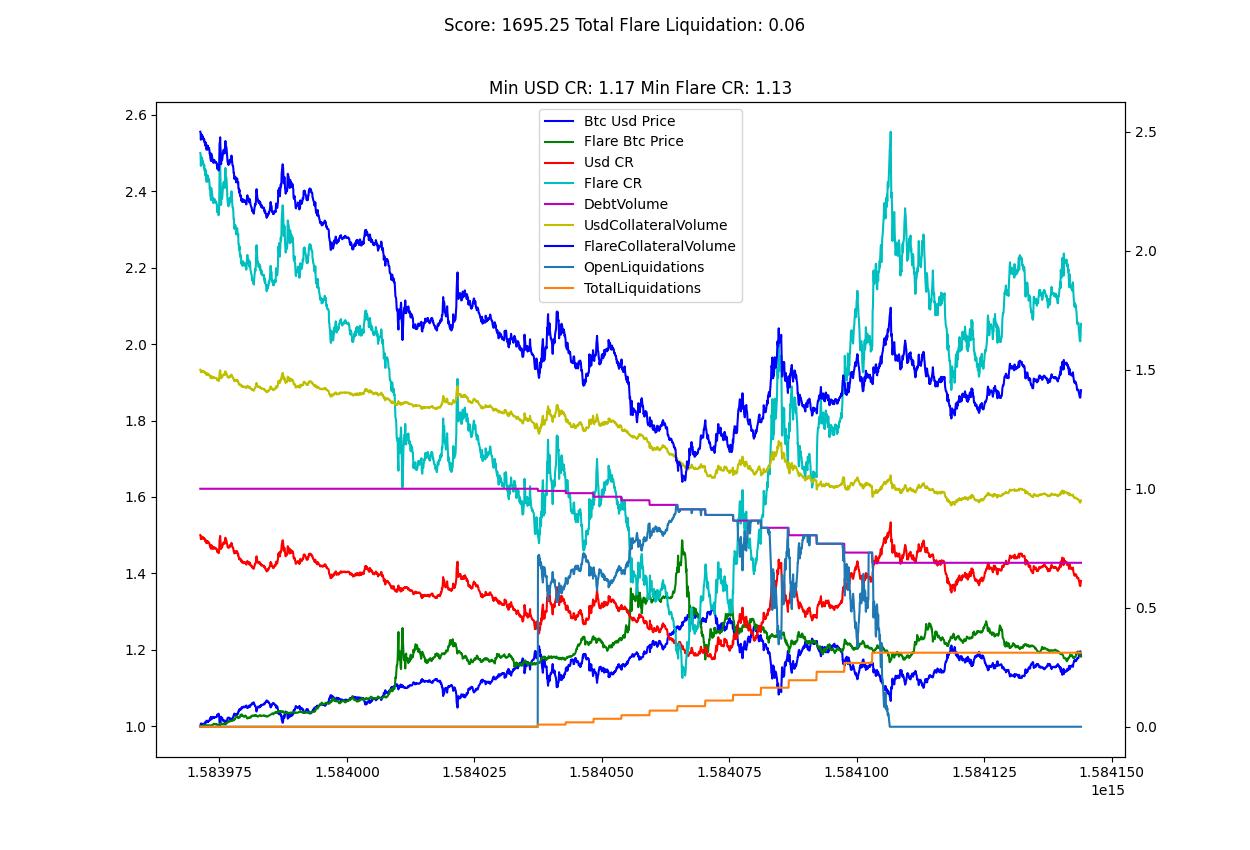 Score: 1695.25 Total Flare Liquidation: 0.06
Min USD CR: 1.17 Min Flare CR: 1.13
2.6
2.4
2.2
2.0
1.8
1.6
1.4
1.2
1.0
Btc Usd Price
Flare Btc Price
Usd CR
Flare CR
DebtVolume
UsdCollateralVolume
FlareCollateralVolume
OpenLiquidations
TotalLiquidations
2.5
2.0
1.5
1.0
0.5
0.0
1.583975 1.584000 1.584025 1.584050 1.584075 1.584100 1.584125 1.584150
1e15